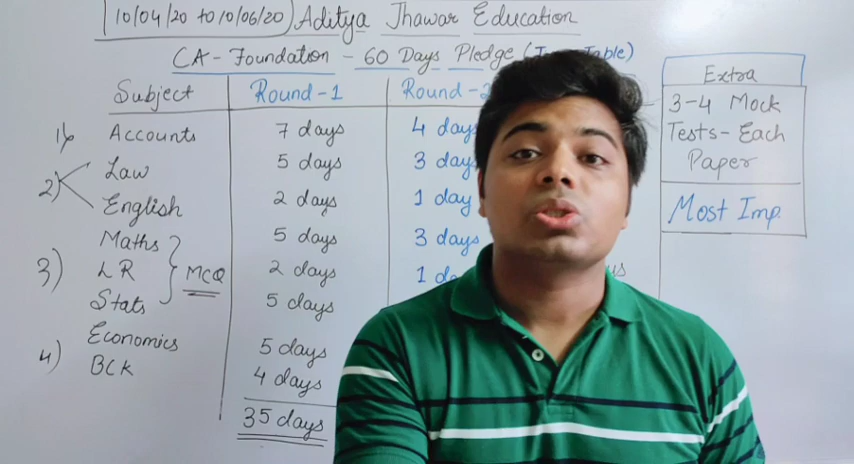 10/04/20 to 10/06/20) Aditya Jhawar Education
CA - Foundation - 60 Days Pledge (
Subject Round-1 Round-
1) Accounts 7 days 4 days
2) Law 5 days 3 days
English 2 days 1 day
3) Maths 5 days 3 days
LR MCQ 2 days 1
Stats 5 days
4) Economics 5 days
BCK 4 days
35 days
Extra
3-4 Mock
Tests - Each
Paper
Most Imp.